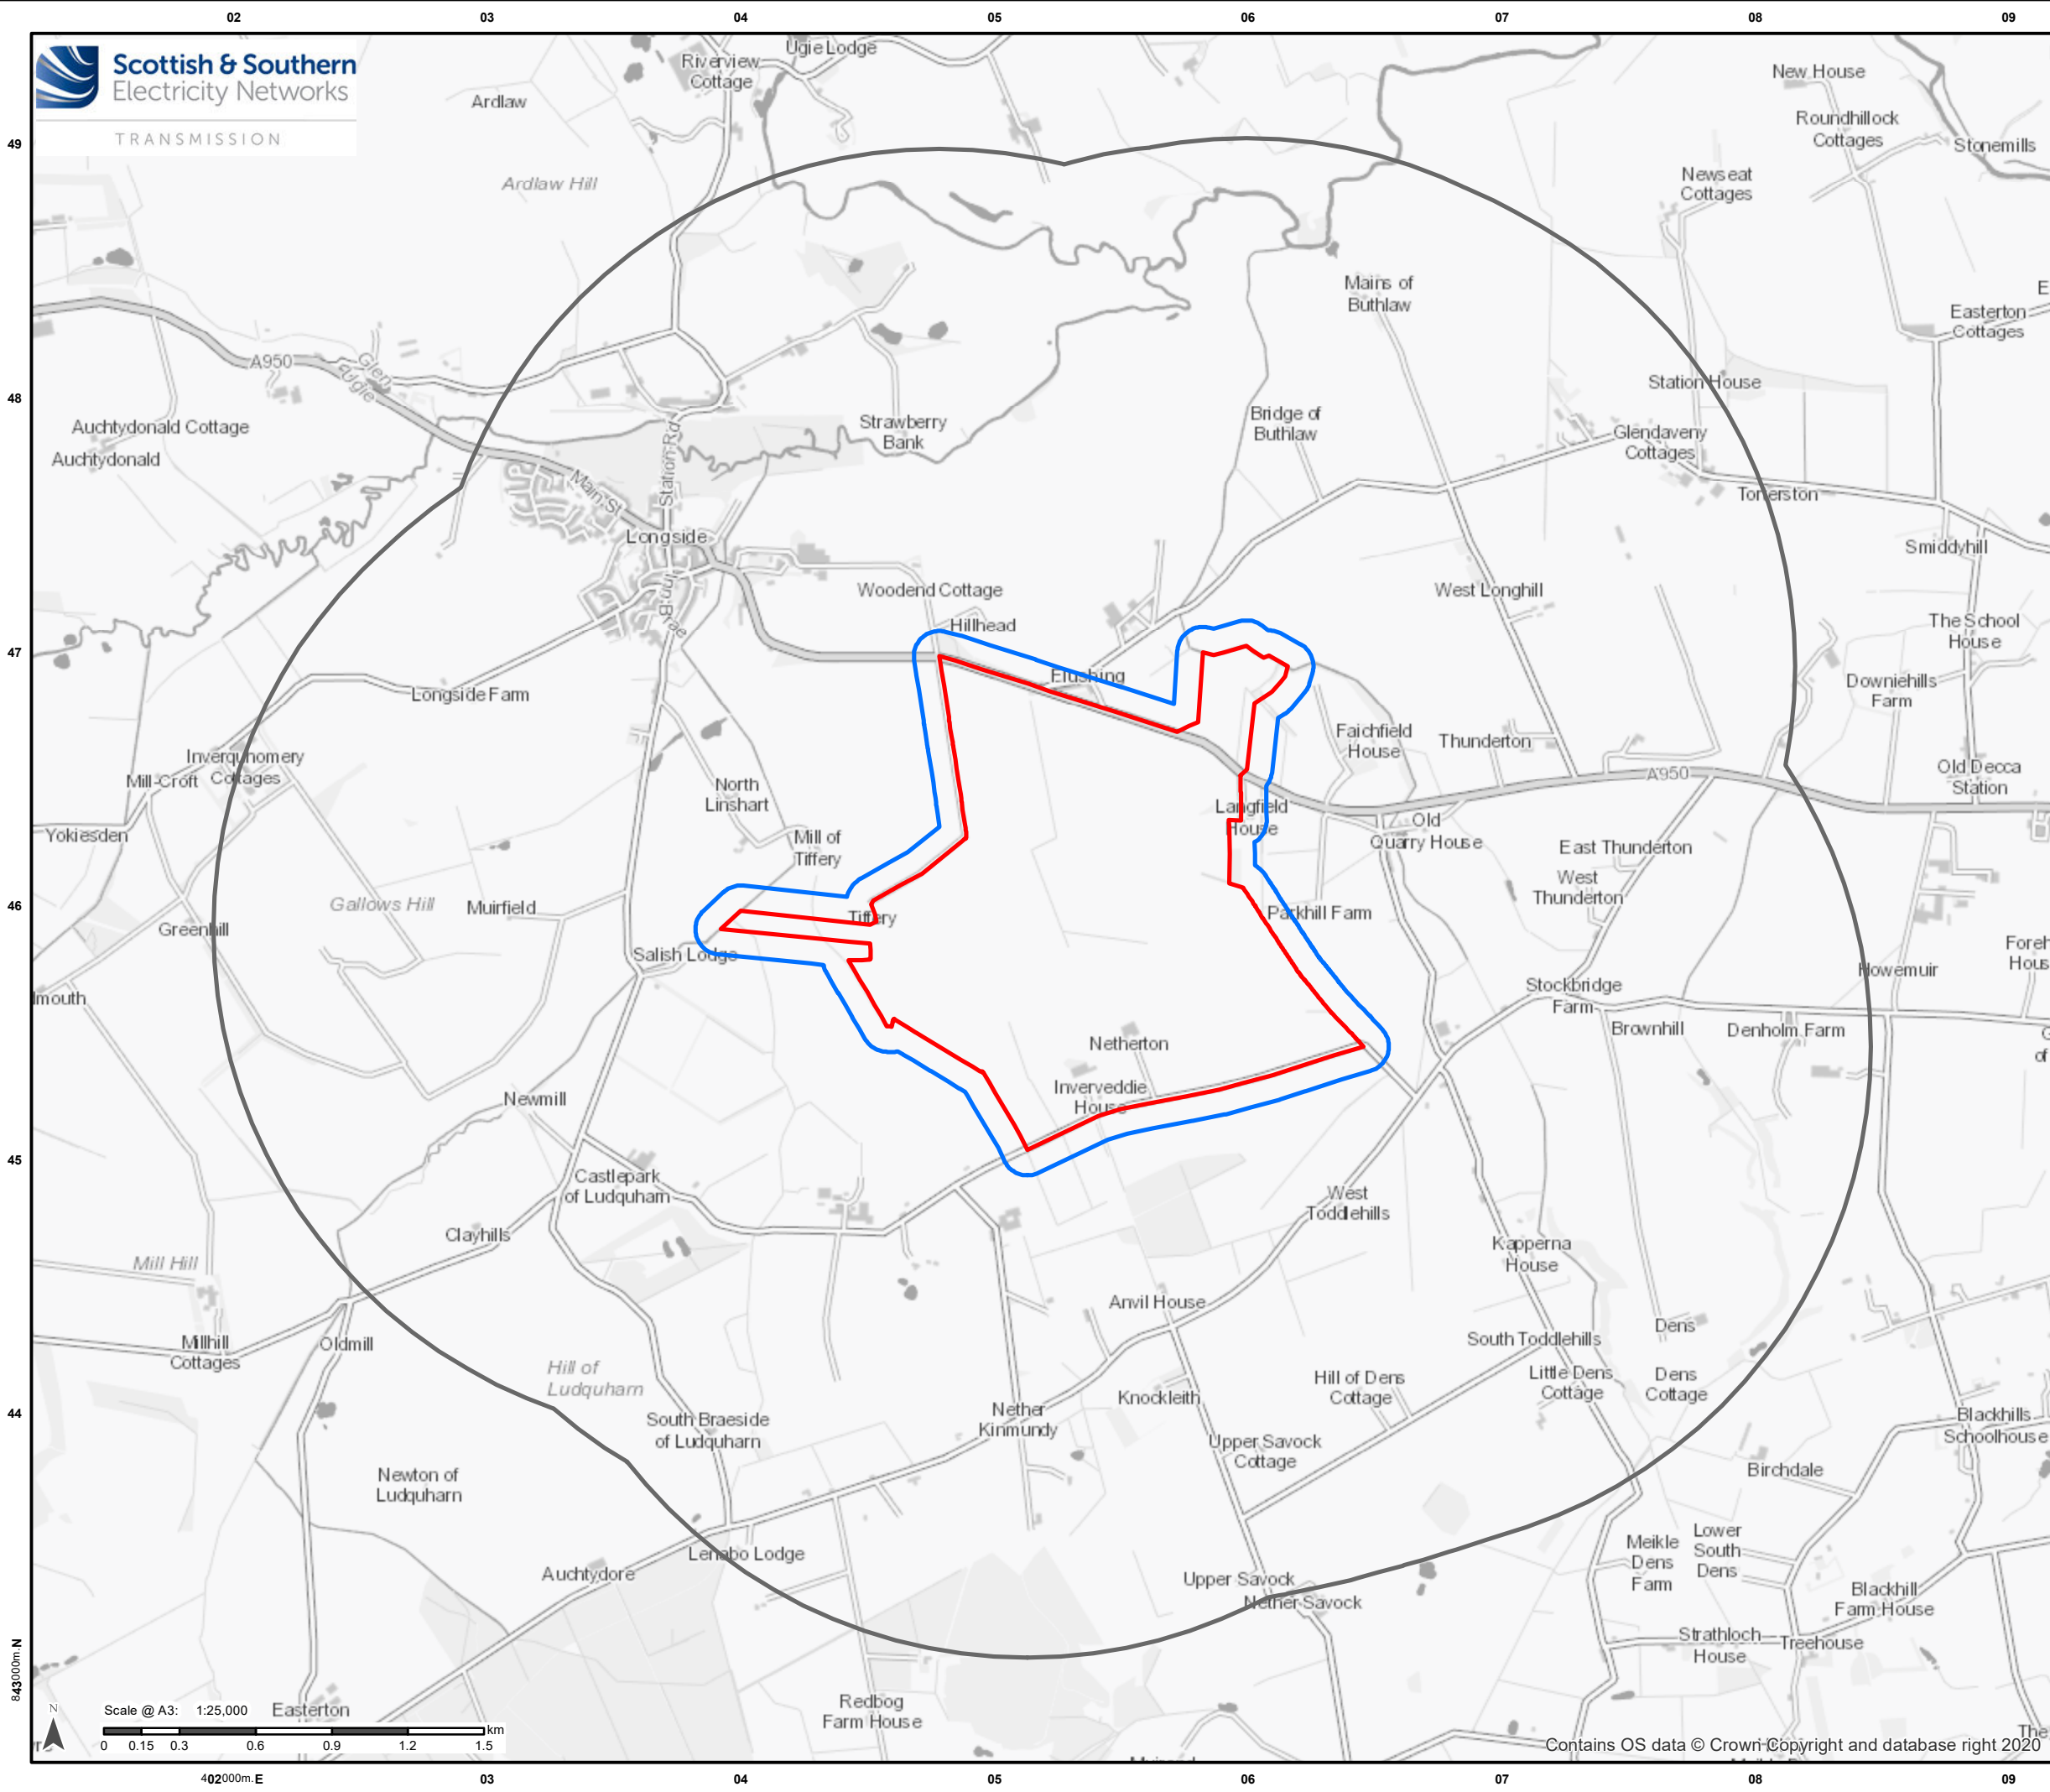 02 03 04 05 06 07 08 09
Scottish & Southern
Electricity Networks
TRANSMISSION
Ugie Lodge
Riverview
Cottage
New House
Ardlaw
Roundhillock
Cottages
49
Stonemills
Ardlaw Hill
Newseat
Cottages
Mains of
Buthlaw
E
Easterton
Cottages
A950
Glen
Eugie
Station House
48
Auchtydonald Cottage
Strawberry
Bank
Bridge of
Buthlaw
Glendaveny
Cottages
Auchtydonald
Station Rd
Main St
Torterston
Longside
Smiddyhill
Woodend Cottage
West Longhill
Brae
Hillhead
The School
House
47
Flushing
Longside Farm
Downiehills
Farm
Faichfield
House
Thunderton
Inverquhomery
Cottages
Mill-Croft
North
Linshart
A950
Old Decca
Station
Langfield
House
Yokiesden
Mill of
Tiffery
Old
Quarry House
East Thunderton
West
Thunderton
46
Gallows Hill
Muirfield
Tiffery
Parkhill Farm
Greenhill
Salish Lodge
Foreh
Hous
Howemuir
lmouth
Stockbridge
Farm
Brownhill
Denholm Farm
Netherton
of
Inverveddie
House
Newmill
45
Castlepark
of Ludquharn
West
Toddlehills
Clayhills
Kapperna
House
Mill Hill
Anvil House
Millhill
Cottages
Oldmill
Dens
South Toddlehills
Hill of
Ludquharn
Hill of Dens
Cottage
Little Dens
Cottage
Dens
Cottage
Knockleith
44
South Braeside
of Ludquharn
Nether
Kinmundy
Blackhills
Schoolhouse
Upper Savock
Cottage
Newton of
Ludquharn
Birchdale
Lenabo Lodge
Meikle
Dens
Farm
Lower
South
Dens
Auchtydore
Upper Savock
Nether Savock
Blackhill
Farm House
Strathloch
House
Treehouse
843000m.N
Redbog
Farm House
Easterton
N
Scale @ A3: 1:25,000
km
0 0.15 0.3 0.6 0.9 1.2 1.5
The
Contains OS data © Crown Copyright and database right 2020
402000m.E 03 04 05 06 07 08 09